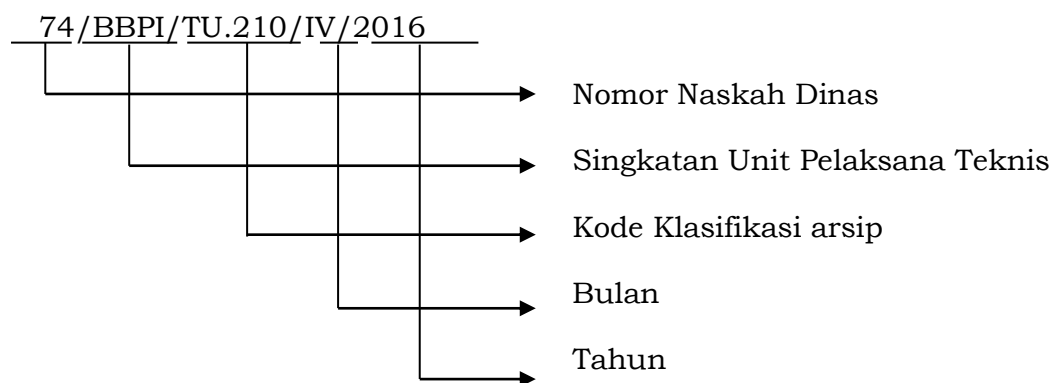 74/BBPI/TU.210/IV/2016
Nomor Naskah Dinas
Singkatan Unit Pelaksana Teknis
Kode Klasifikasi arsip
Bulan
Tahun